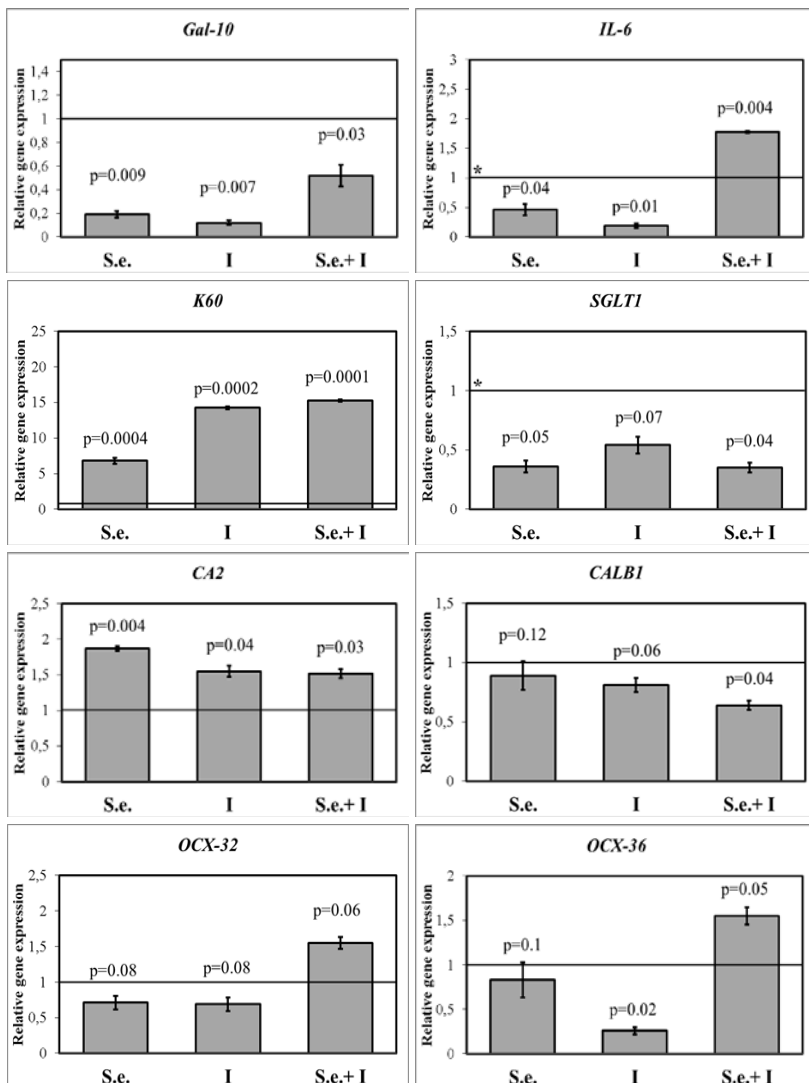 Gal-10
Relative gene expression
1,4
1,2
1
0,8
0,6
0,4
0,2
0
p=0.009
p=0.007
p=0.03
S.e. I S.e.+ I
IL-6
Relative gene expression
3
2,5
2
1,5
1
0,5
0
*
p=0.04
p=0.01
p=0.004
S.e. I S.e.+ I
K60
Relative gene expression
25
20
15
10
5
0
p=0.0004
p=0.0002
p=0.0001
S.e. I S.e.+ I
SGLT1
Relative gene expression
1,5
1
0,5
0
*
p=0.05
p=0.07
p=0.04
S.e. I S.e.+ I
CA2
Relative gene expression
2,5
2
1,5
1
0,5
0
p=0.004
p=0.04
p=0.03
S.e. I S.e.+ I
CALB1
Relative gene expression
1,5
1
0,5
0
p=0.12
p=0.06
p=0.04
S.e. I S.e.+ I
OCX-32
Relative gene expression
2,5
2
1,5
1
0,5
0
p=0.08
p=0.08
p=0.06
S.e. I S.e.+ I
OCX-36
Relative gene expression
2
1,5
1
0,5
0
p=0.1
p=0.02
p=0.05
S.e. I S.e.+ I